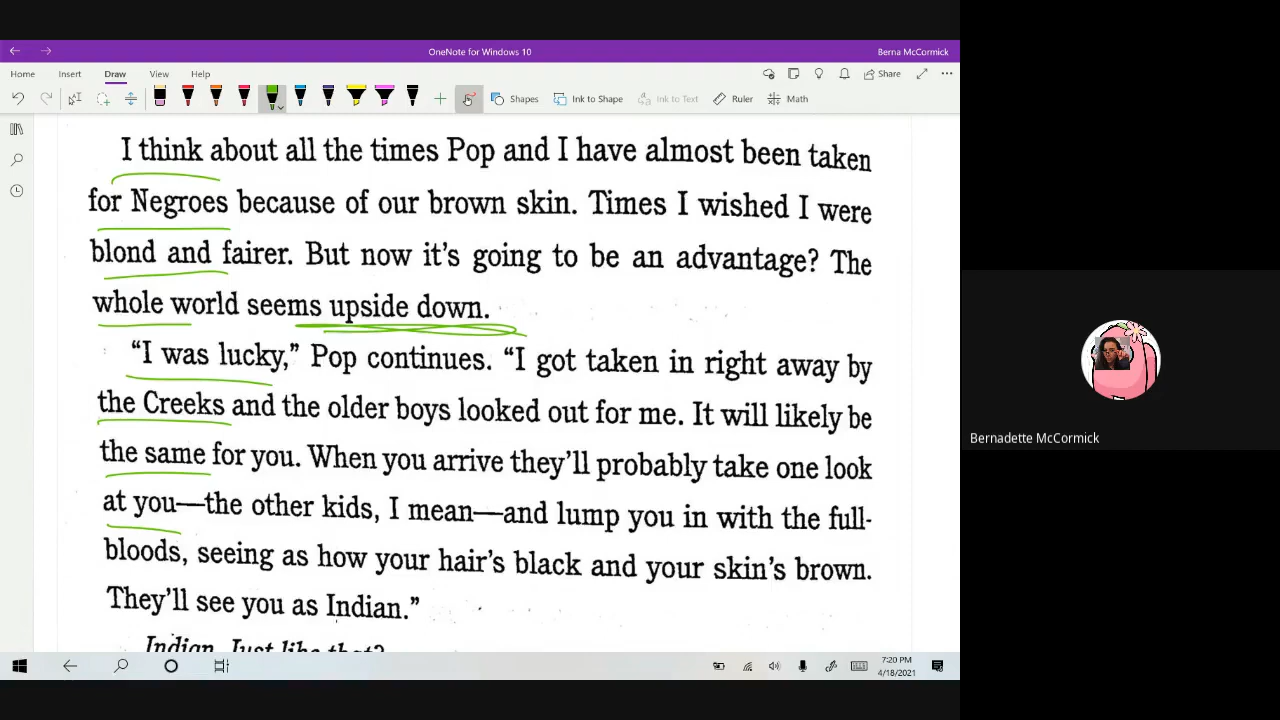 OneNote for Windows 10
Berna McCormick
Home Insert Draw View Help
Share
Shapes Ink to Shape Ink to Text Ruler Math
I think about all the times Pop and I have almost been taken
for Negroes because of our brown skin. Times I wished I were
blond and fairer. But now it's going to be an advantage? The
whole world seems upside down.
“I was lucky,” Pop continues. “I got taken in right away by
the Creeks and the older boys looked out for me. It will likely be
the same for you. When you arrive they'll probably take one look
at you—the other kids, I mean—and lump you in with the full-
bloods, seeing as how your hair's black and your skin's brown.
They'll see you as Indian.”
Indian. Just like that?
Bernadette McCormick
7:20 PM
4/18/2021